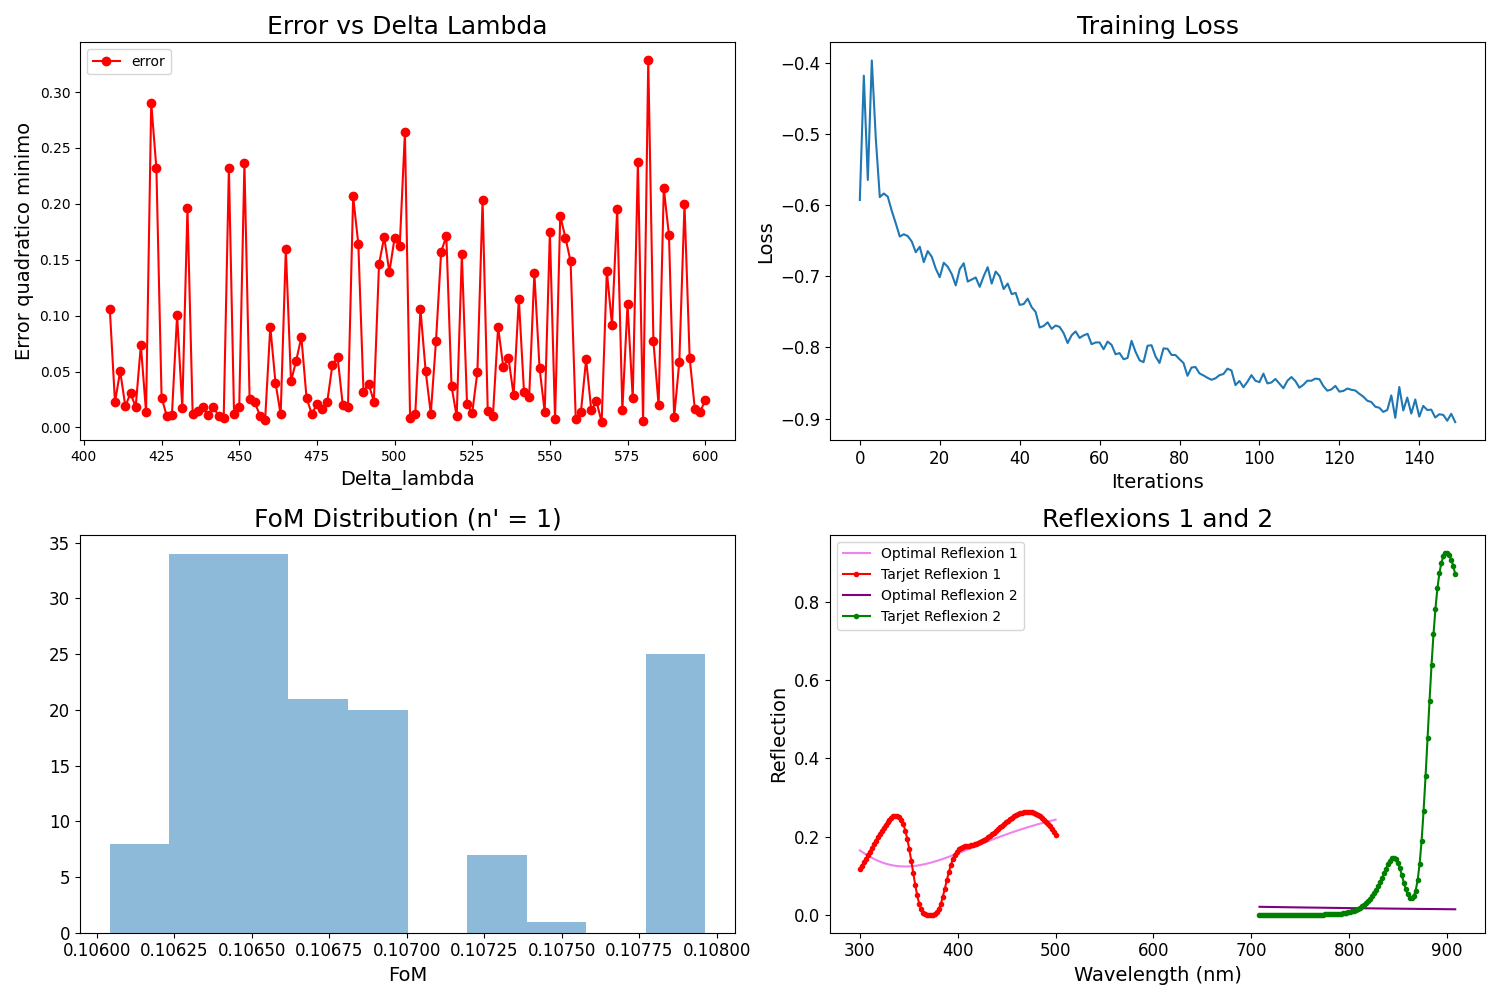 Error vs Delta Lambda
error
Error quadratico minimo
0.30
0.25
0.20
0.15
0.10
0.05
0.00
400 425 450 475 500 525 550 575 600
Delta_lambda
Training Loss
Loss
−0.4
−0.5
−0.6
−0.7
−0.8
−0.9
0 20 40 60 80 100 120 140
Iterations
FoM Distribution (n' = 1)
35
30
25
20
15
10
5
0
0.10600 0.10625 0.10650 0.10675 0.10700 0.10725 0.10750 0.10775 0.10800
FoM
Reflexions 1 and 2
Optimal Reflexion 1
Tarjet Reflexion 1
Optimal Reflexion 2
Tarjet Reflexion 2
Reflection
0.8
0.6
0.4
0.2
0.0
300 400 500 600 700 800 900
Wavelength (nm)